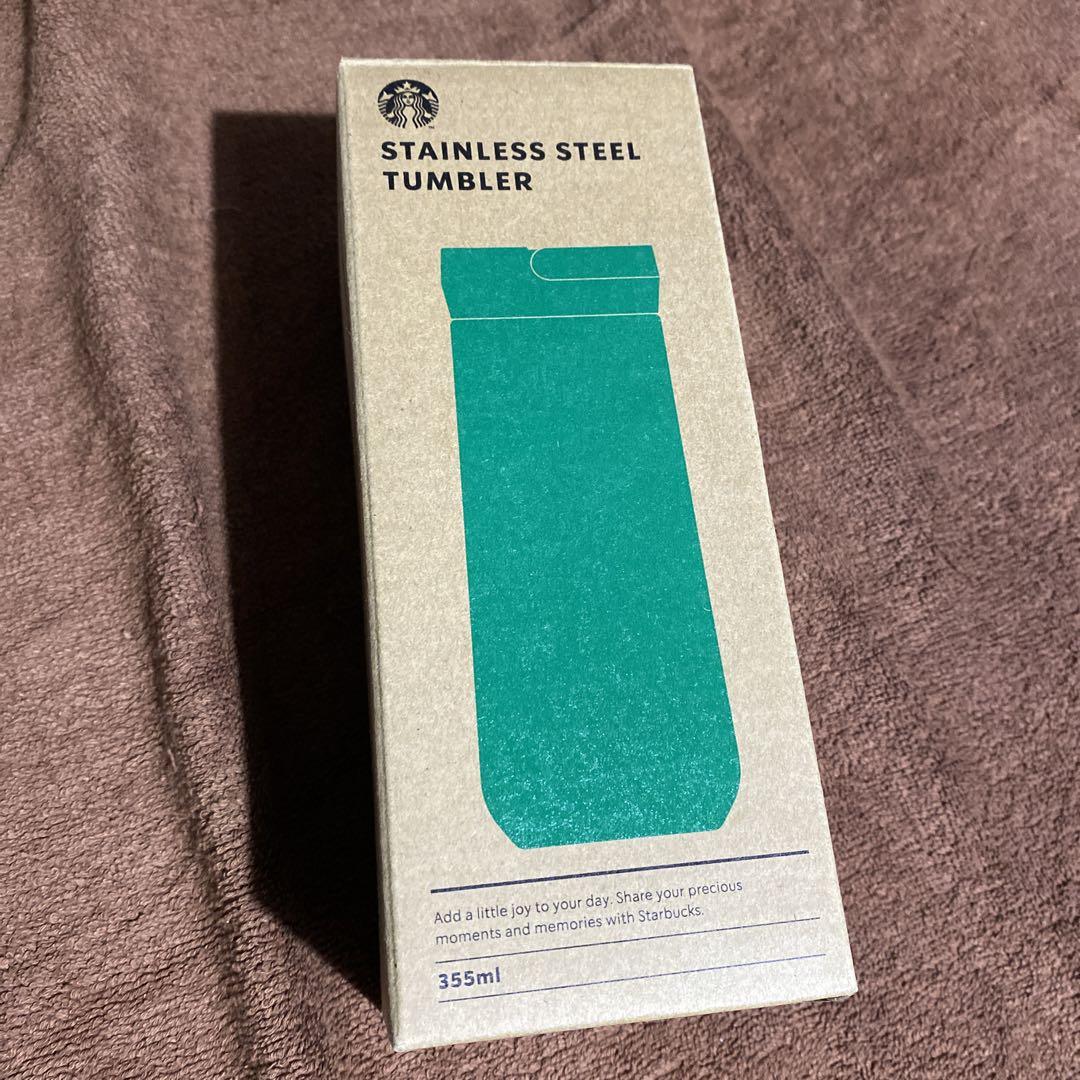 STAINLESS STEEL
TUMBLER
Add a little joy to your day. Share your precious
moments and memories with Starbucks.
355ml